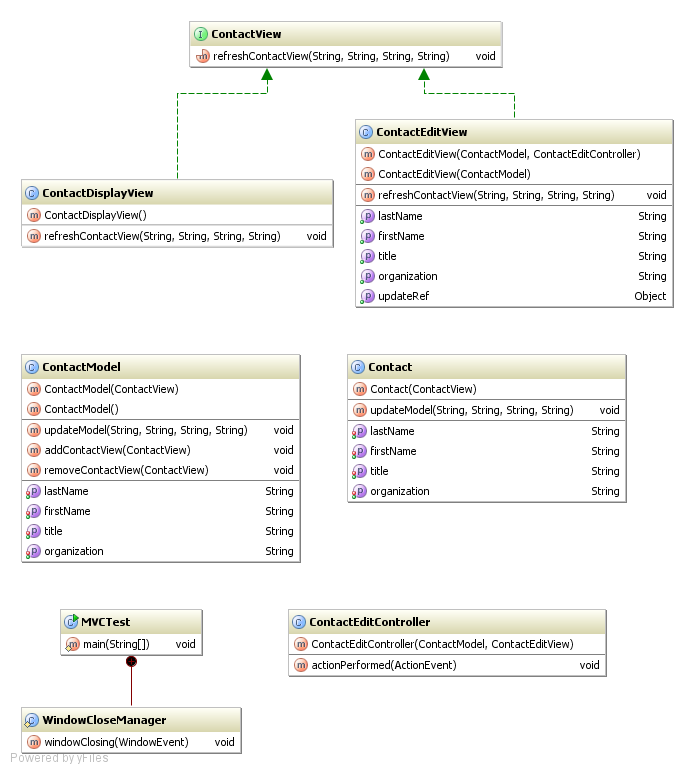 ContactView
refreshContactView(String, String, String, String) void
ContactEditView
ContactEditView(ContactModel, ContactEditController)
ContactEditView(ContactModel)
refreshContactView(String, String, String, String) void
lastName String
firstName String
title String
organization String
updateRef Object
ContactDisplayView
ContactDisplayView()
refreshContactView(String, String, String, String) void
ContactModel
ContactModel(ContactView)
ContactModel()
updateModel(String, String, String, String) void
addContactView(ContactView) void
removeContactView(ContactView) void
lastName String
firstName String
title String
organization String
Contact
Contact(ContactView)
updateModel(String, String, String, String) void
lastName String
firstName String
title String
organization String
MVCTest
main(String[]) void
ContactEditController
ContactEditController(ContactModel, ContactEditView)
actionPerformed(ActionEvent) void
WindowCloseManager
windowClosing(WindowEvent) void
Powered by yFiles